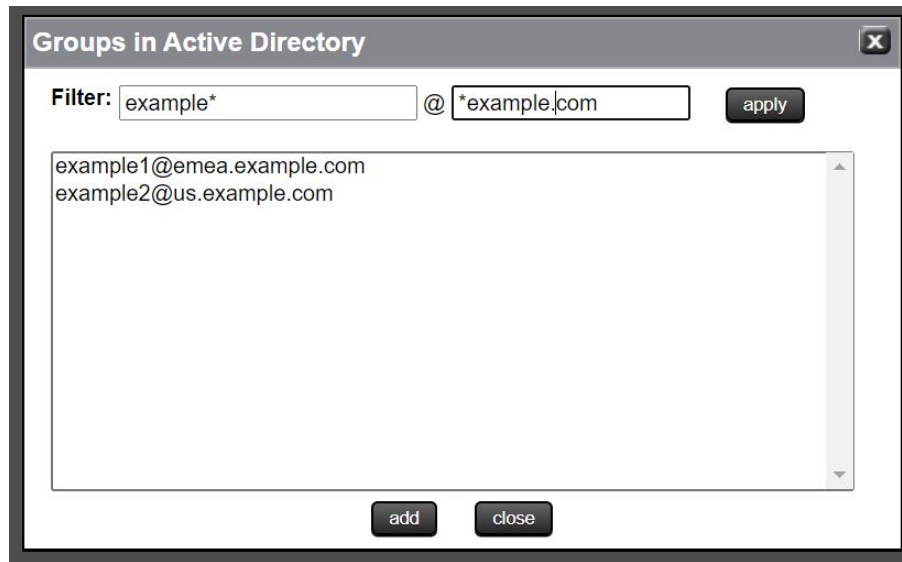 Groups in Active Directory x
Filter: example* @ *example.com apply
example1@emea.example.com
example2@us.example.com
add close